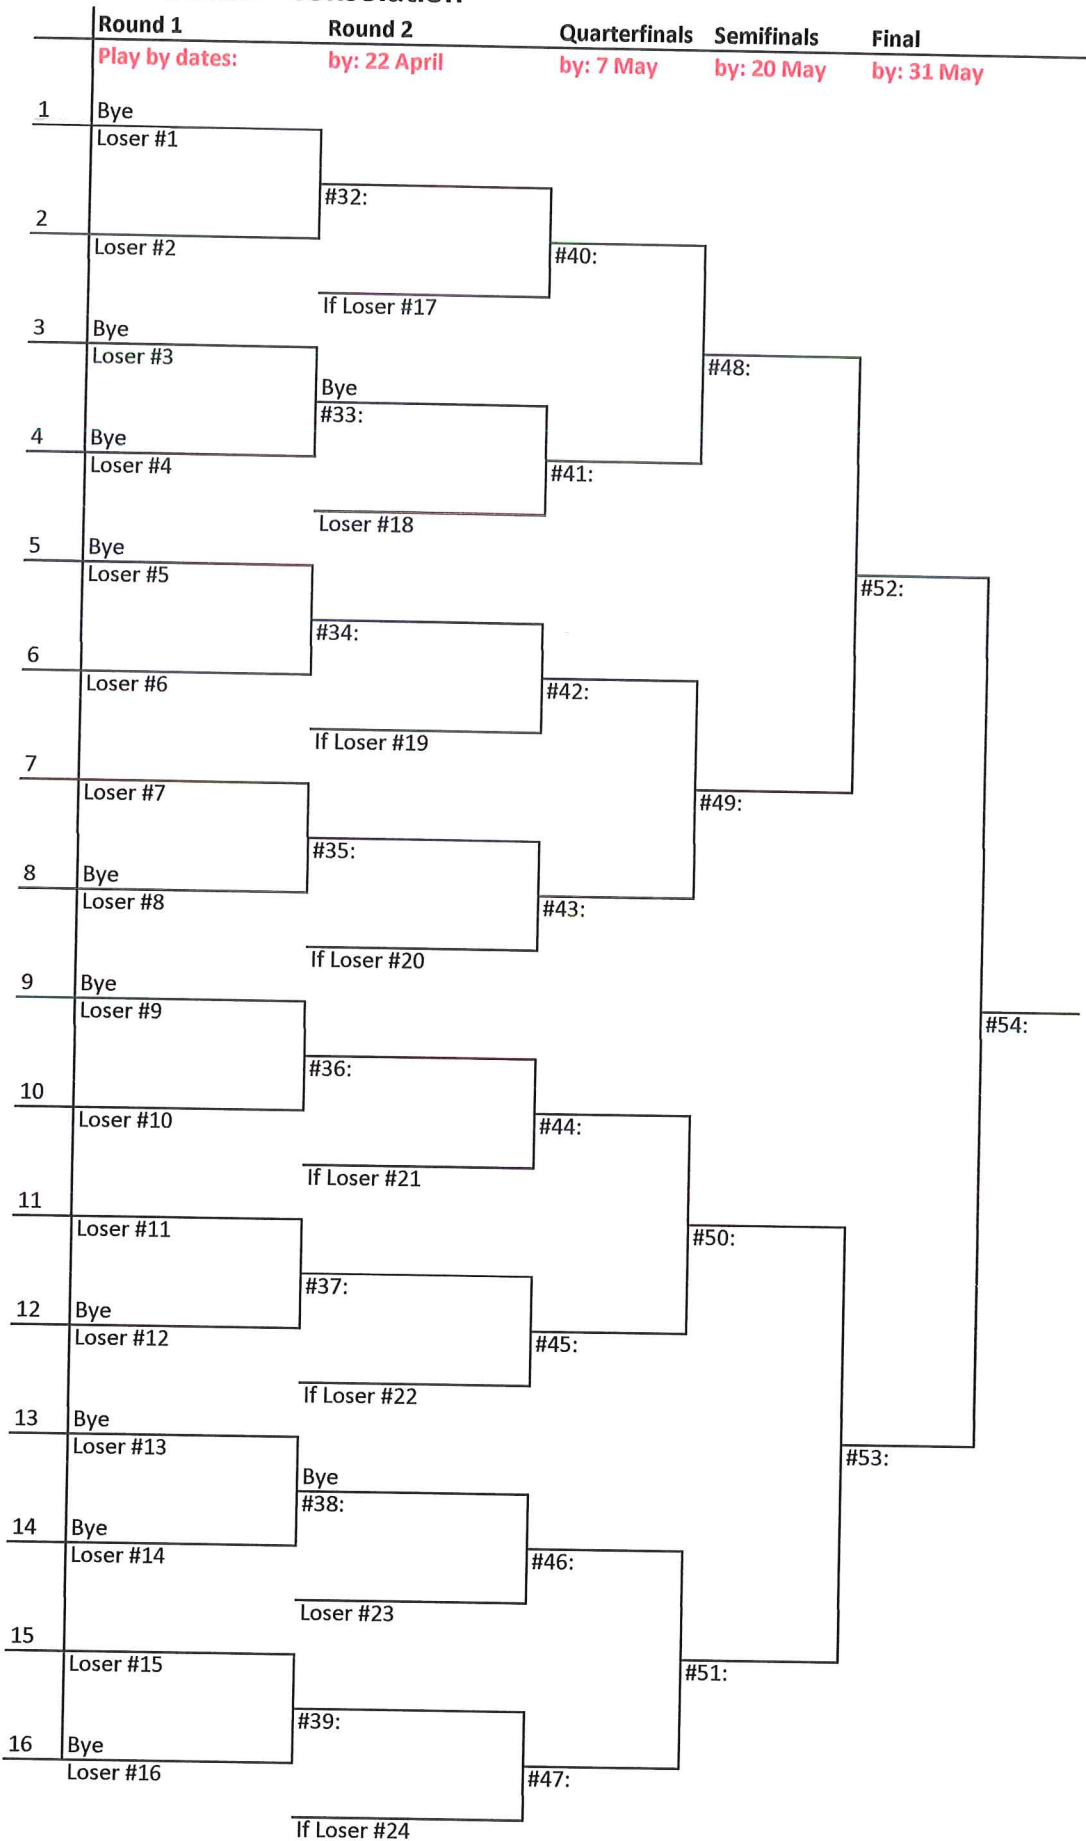 Round 1 Round 2 Quarterfinals Semifinals Final
Play by dates: by: 22 April by: 7 May by: 20 May by: 31 May
1 Bye
Loser #1
#32:
2
Loser #2
#40:
If Loser #17
3 Bye
Loser #3
#48:
Bye
#33:
4 Bye
Loser #4
#41:
Loser #18
5 Bye
Loser #5
#52:
#34:
6
Loser #6
#42:
If Loser #19
7
Loser #7
#49:
#35:
8 Bye
Loser #8
#43:
If Loser #20
9 Bye
Loser #9
#54:
#36:
10
Loser #10
#44:
If Loser #21
11
Loser #11
#50:
#37:
12 Bye
Loser #12
#45:
If Loser #22
13 Bye
Loser #13
#53:
Bye
#38:
14 Bye
Loser #14
#46:
Loser #23
15
Loser #15
#51:
#39:
16 Bye
Loser #16
#47:
If Loser #24